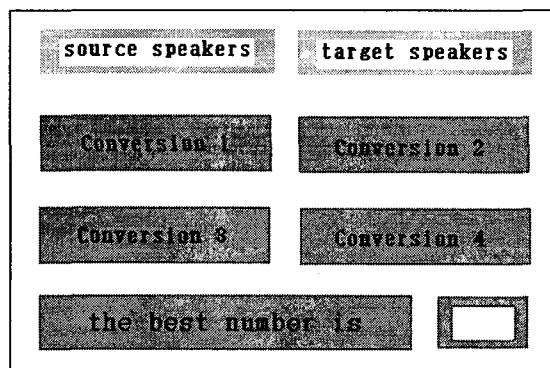 source speakers
target speakers
Conversion 1
Conversion 2
Conversion 3
Conversion 4
the best number is